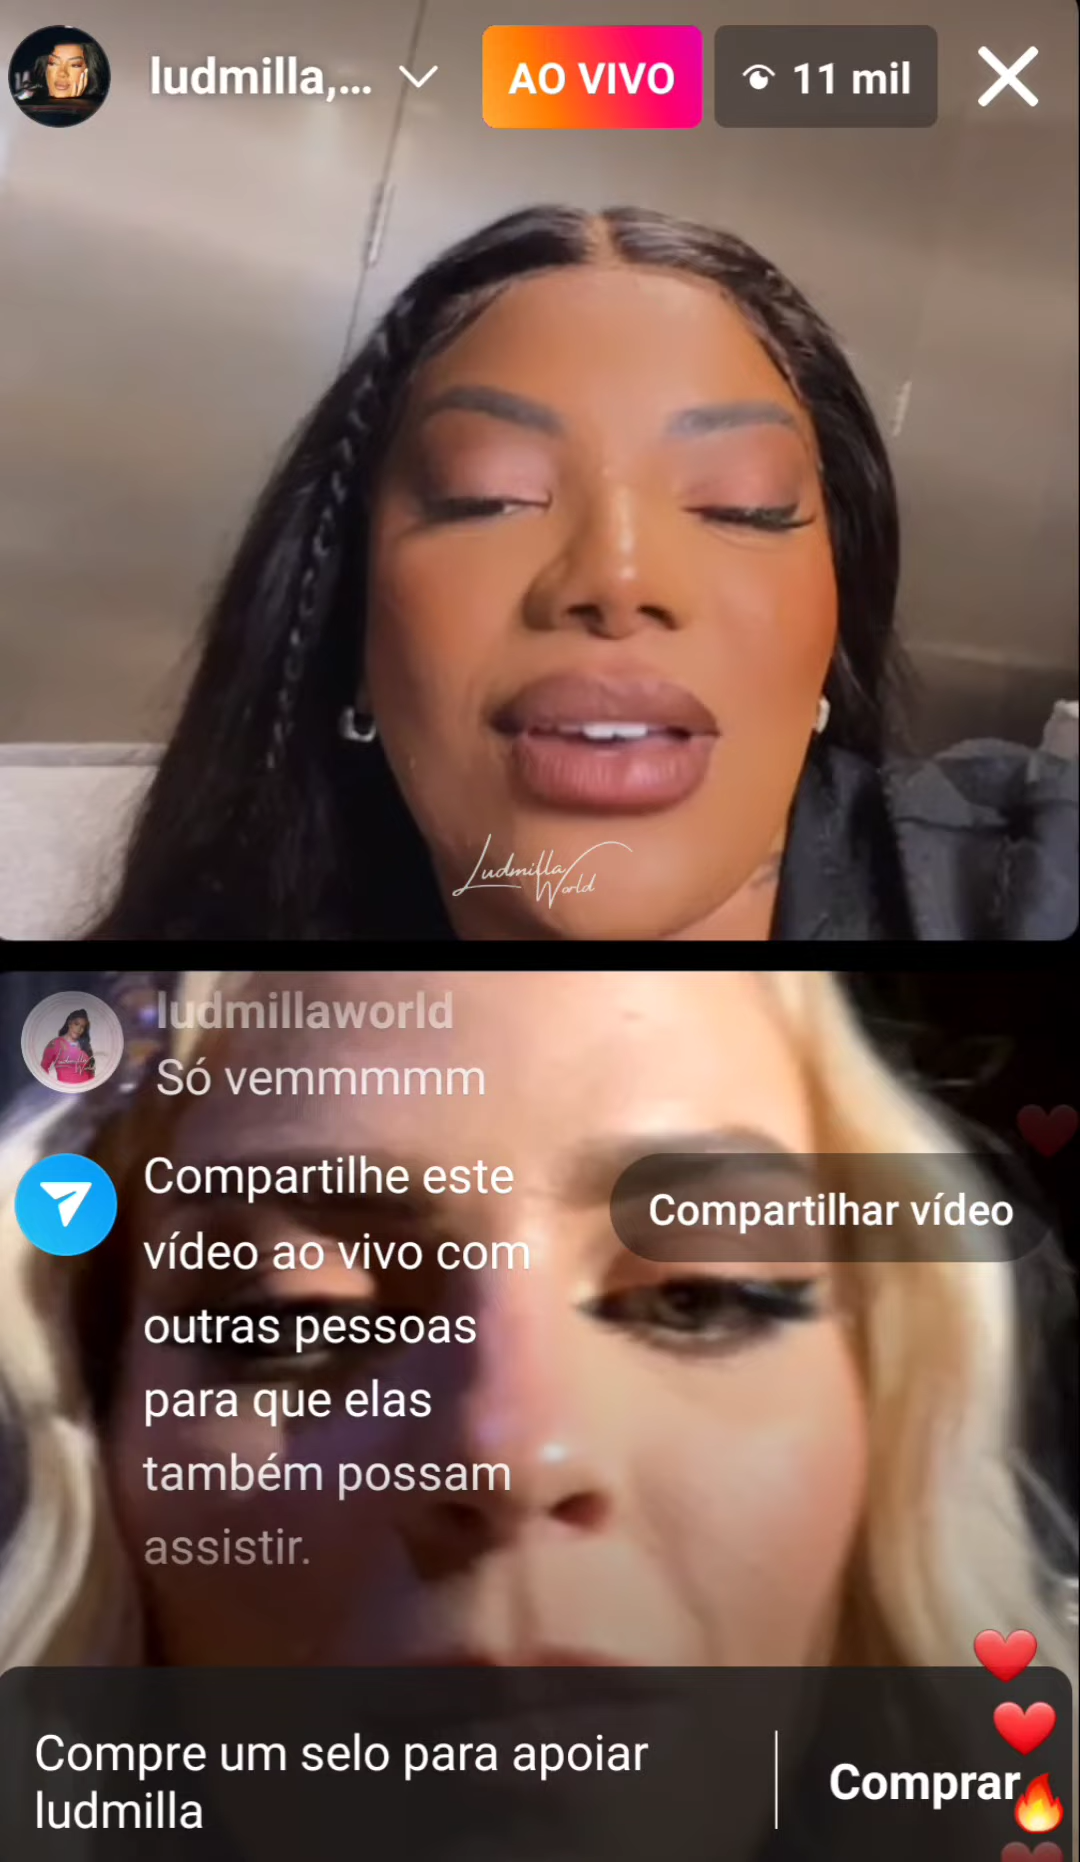 ludmilla,...
AO VIVO
11 mil
Ludmilla
World
ludmillaworld
Só vemmmmm
Compartilhe este
vídeo ao vivo com
outras pessoas
para que elas
também possam
assistir.
Compartilhar vídeo
Compre um selo para apoiar
ludmilla
Comprar